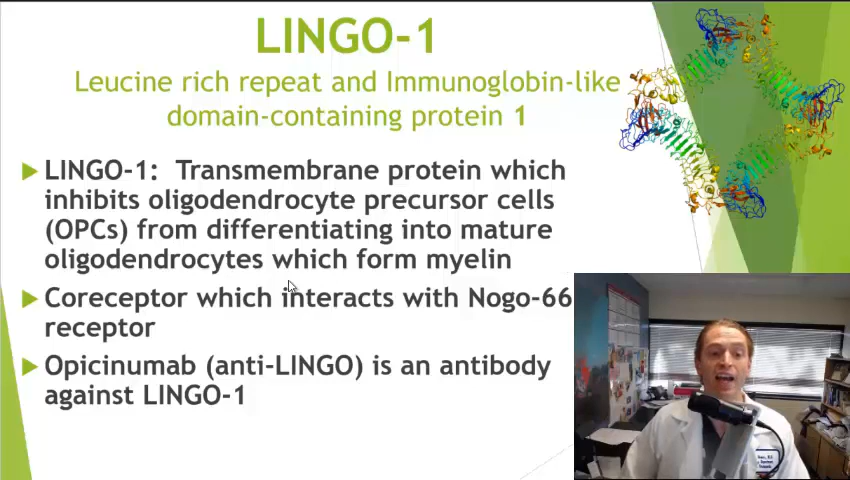 LINGO-1
Leucine rich repeat and Immunoglobin-like
domain-containing protein 1
LINGO-1: Transmembrane protein which
inhibits oligodendrocyte precursor cells
(OPCs) from differentiating into mature
oligodendrocytes which form myelin
Coreceptor which interacts with Nogo-66
receptor
Opicinumab (anti-LINGO) is an antibody
against LINGO-1